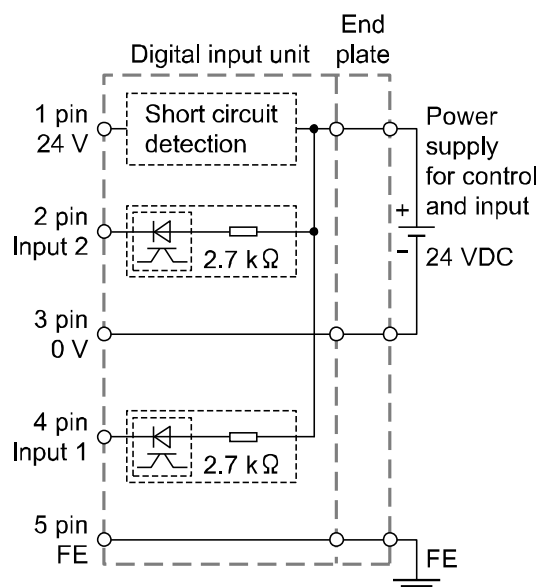 End
plate
Digital input unit
1 pin
24 V
Short circuit
detection
Power
supply
for control
and input
+
−
24 VDC
2 pin
Input 2
2.7 k Ω
3 pin
0 V
4 pin
Input 1
2.7 k Ω
5 pin
FE
FE